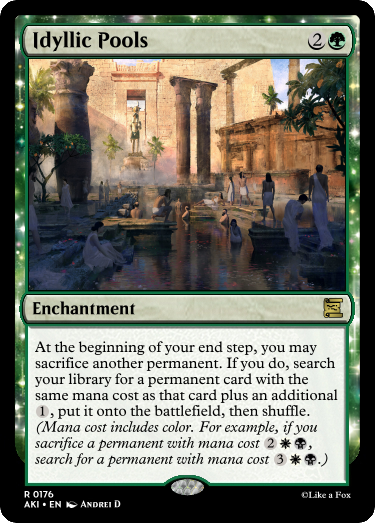 Idyllic Pools 2
Enchantment
At the beginning of your end step, you may
sacrifice another permanent. If you do, search
your library for a permanent card with the
same mana cost as that card plus an additional
1, put it onto the battlefield, then shuffle.
(Mana cost includes color. For example, if you
sacrifice a permanent with mana cost 2,
search for a permanent with mana cost 3.)
R 0176
AKI • EN Andrei D
©Like a Fox